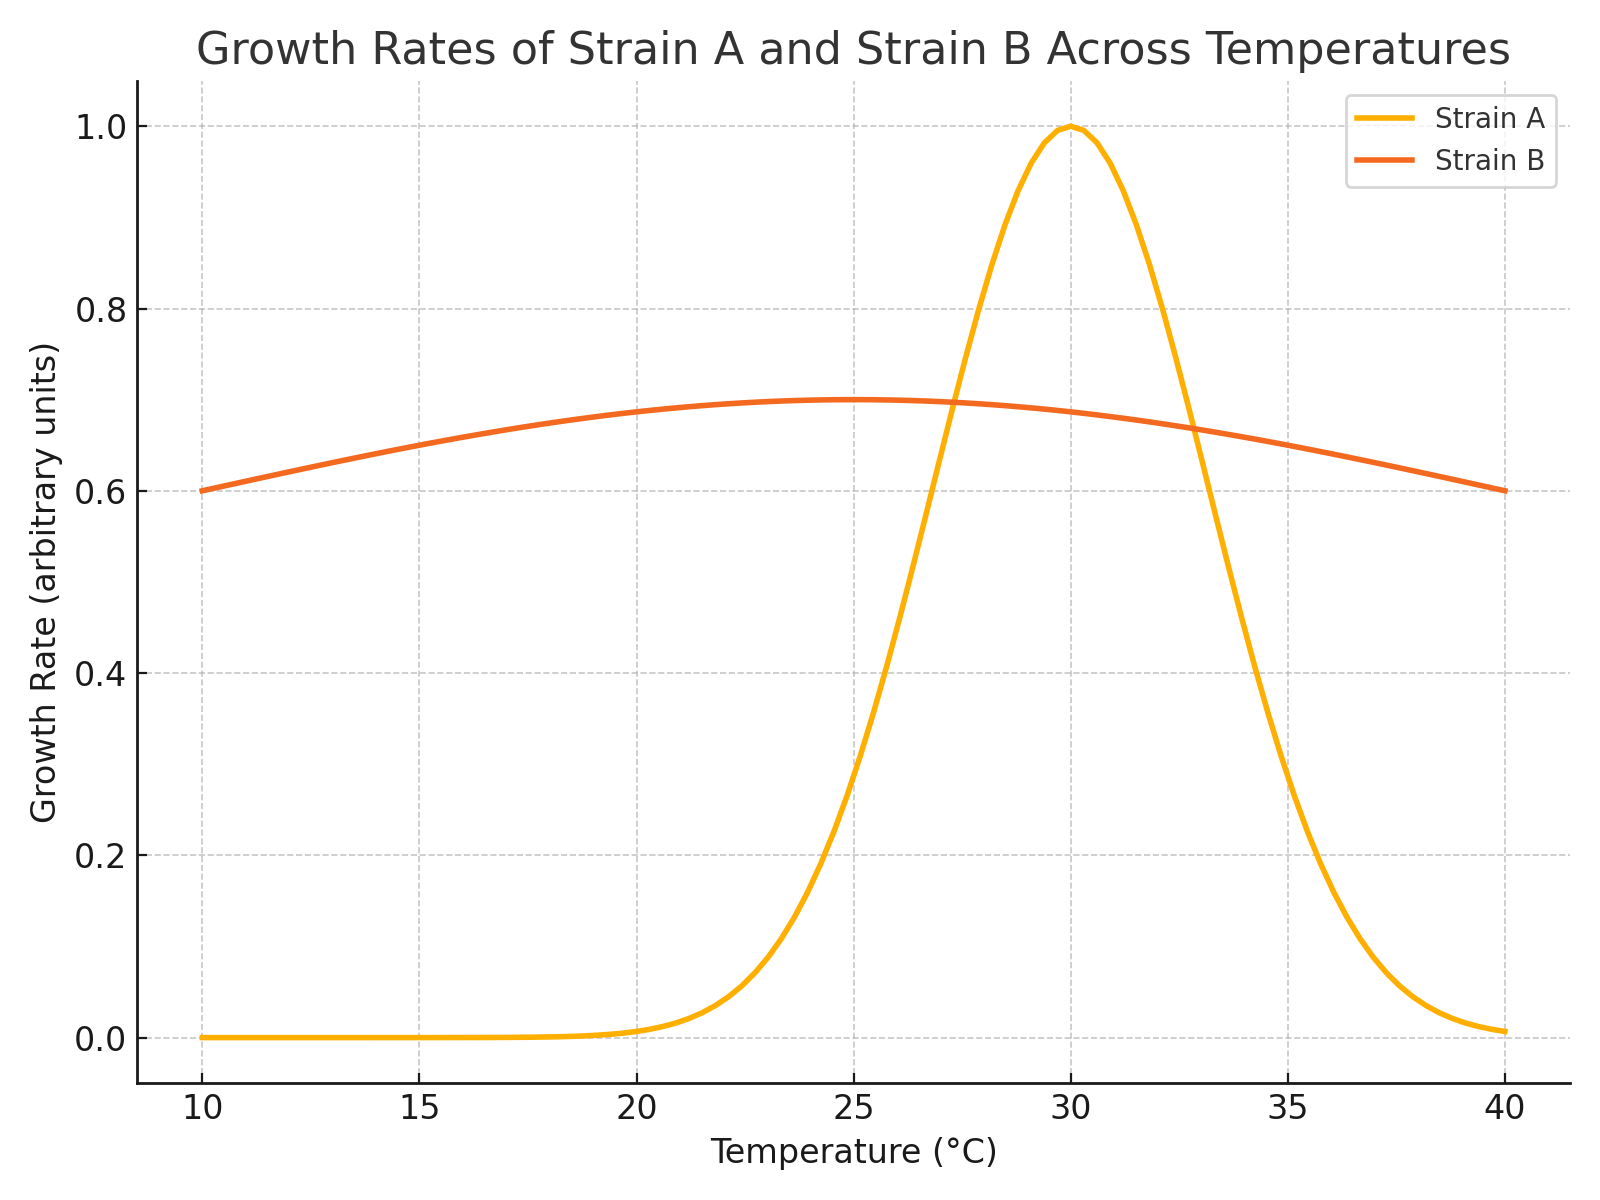 Growth Rates of Strain A and Strain B Across Temperatures
Strain A
Strain B
Growth Rate (arbitrary units)
1.0
0.8
0.6
0.4
0.2
0.0
10 15 20 25 30 35 40
Temperature (°C)